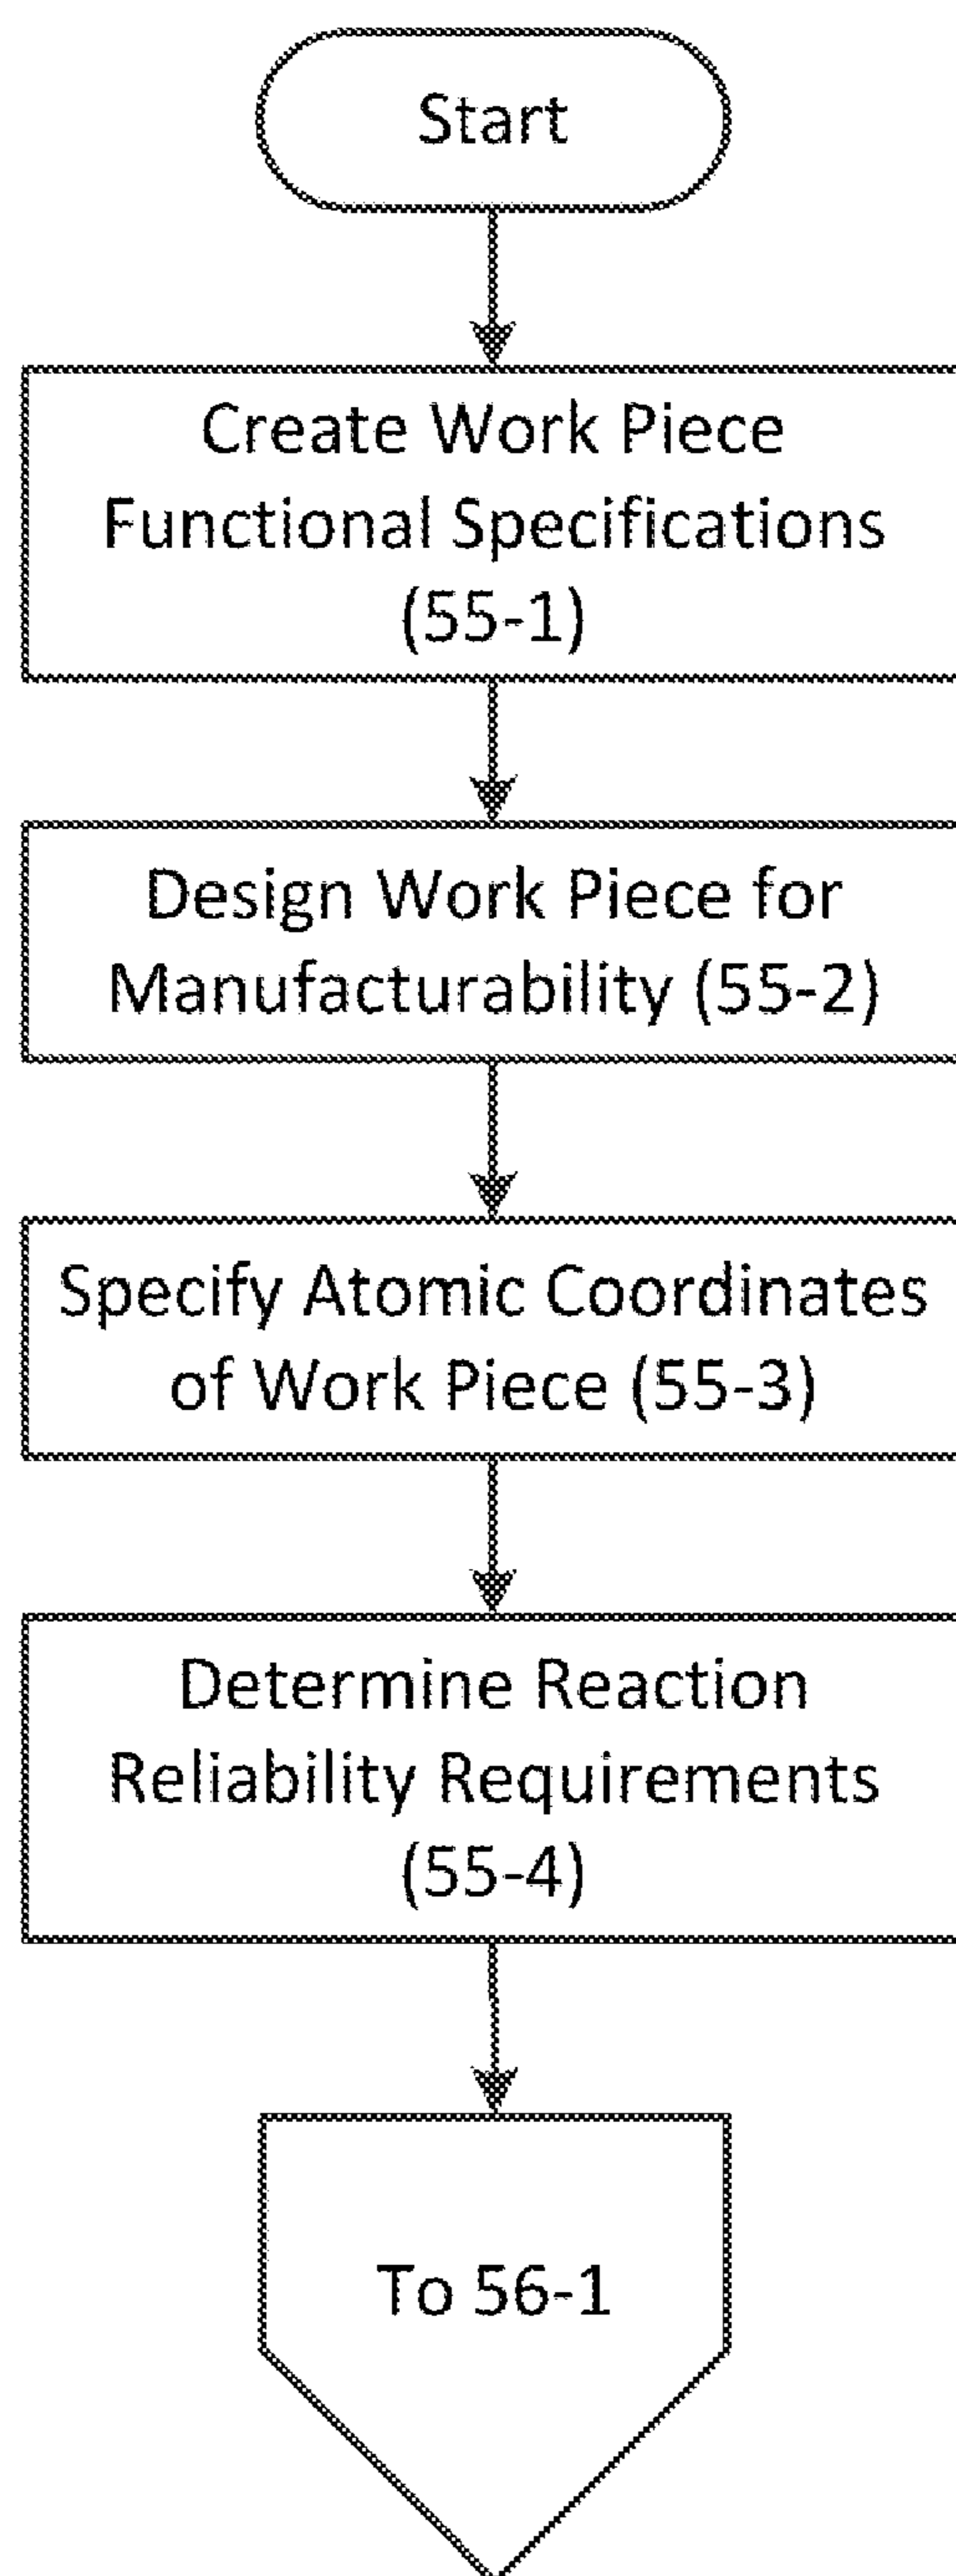 Start
Create Work Piece
Functional Specifications
(55-1)
Design Work Piece for
Manufacturability (55-2)
Specify Atomic Coordinates
of Work Piece (55-3)
Determine Reaction
Reliability Requirements
(55-4)
To 56-1